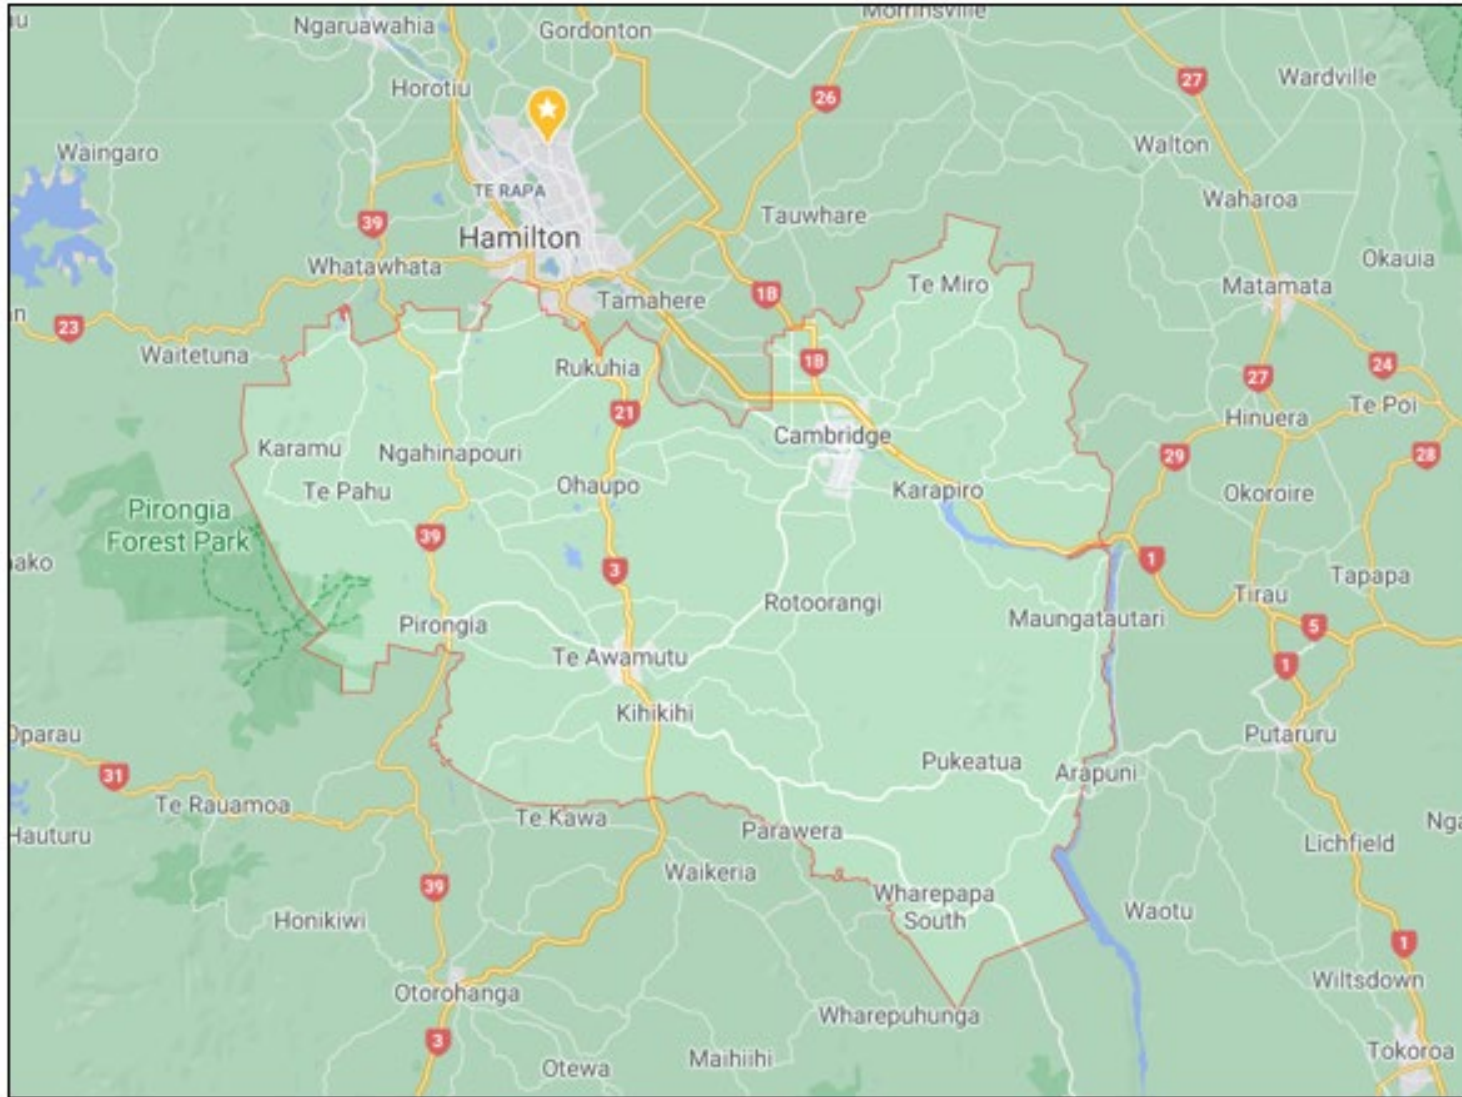 Ngaruawahia
Gordonton
Morrinsville
Horotiu
26
27
Wardville
Waingaro
Walton
TE RAPA
Waharoa
39
Tauwhare
Hamilton
Whatawhata
Okauia
Te Miro
Matamata
1B
Tamahere
23
Waitetuna
Rukuhia
1B
24
27
21
Te Poi
Hinuera
Cambridge
Karamu
Ngahinapouri
29
28
Te Pahu
Ohaupo
Karapiro
Okoroire
Pirongia
Forest Park
39
1
3
Tapapa
Tirau
Rotoorangi
Maungatautari
Pirongia
5
Te Awamutu
1
Kihikihi
Oparau
Putaruru
Pukeatua
31
Arapuni
Te Rauamoa
Te Kawa
Hauturu
Parawera
Lichfield
Waikeria
39
Wharepapa
South
Honikiwi
Waotu
1
Otorohanga
Wiltsdown
Wharepuhunga
3
Otewa
Maihiihi
Tokoroa